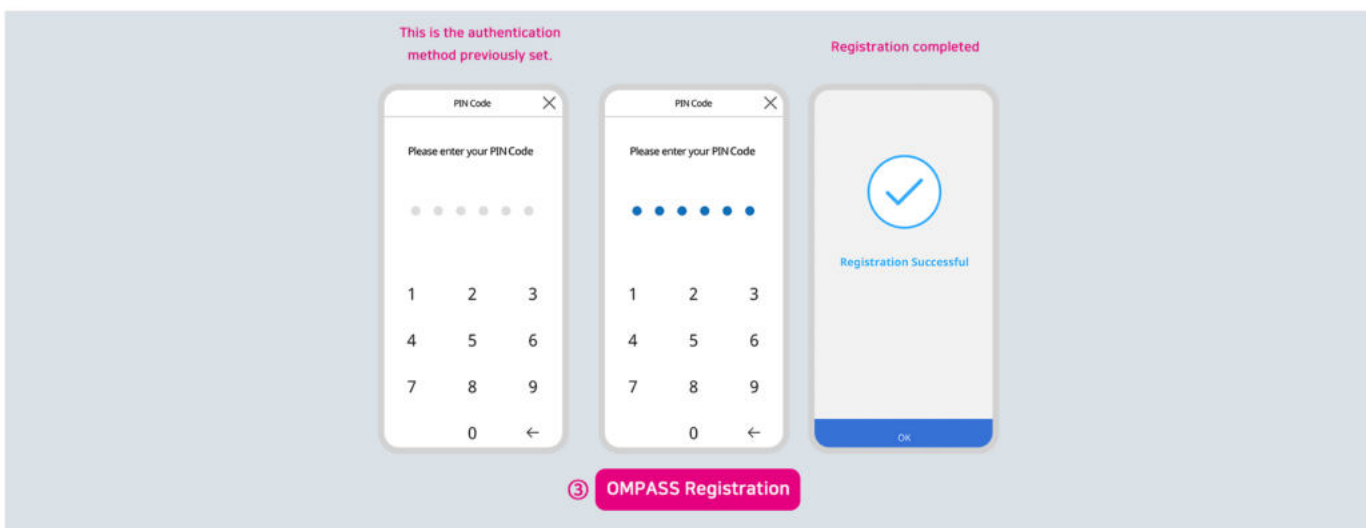 This is the authentication
method previously set.
Registration completed
PIN Code
Please enter your PIN Code
1 2 3
4 5 6
7 8 9
0 ←
PIN Code
Please enter your PIN Code
1 2 3
4 5 6
7 8 9
0 ←
Registration Successful
OK
③ OMPASS Registration